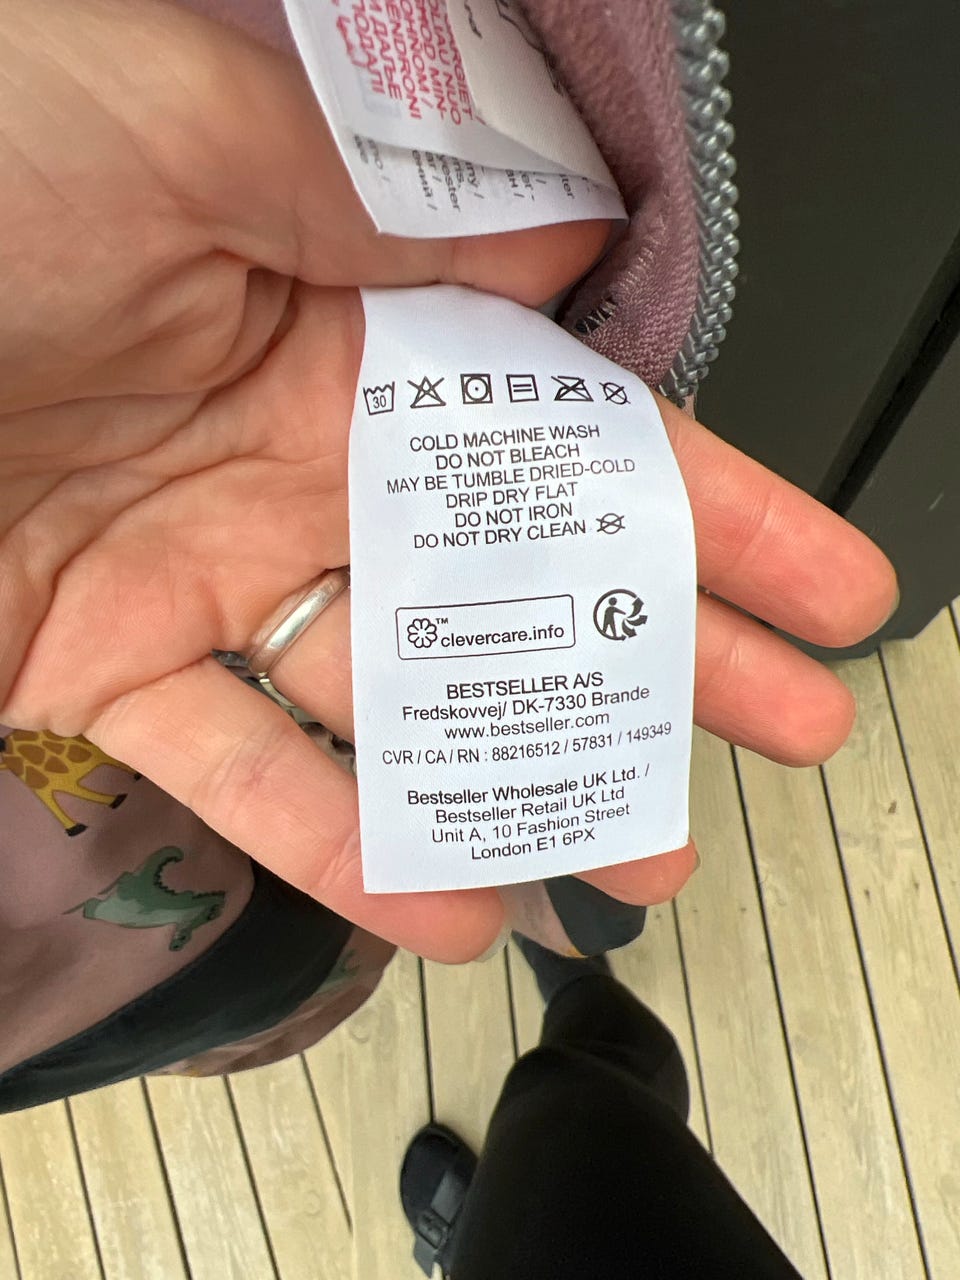 30
COLD MACHINE WASH
DO NOT BLEACH
MAY BE TUMBLE DRIED-COLD
DRIP DRY FLAT
DO NOT IRON
DO NOT DRY CLEAN
™
clevercare.info
BESTSELLER A/S
Fredskovvej/ DK-7330 Brande
www.bestseller.com
CVR / CA / RN : 88216512 / 57831 / 149349
Bestseller Wholesale UK Ltd. /
Bestseller Retail UK Ltd
Unit A, 10 Fashion Street
London E1 6PX